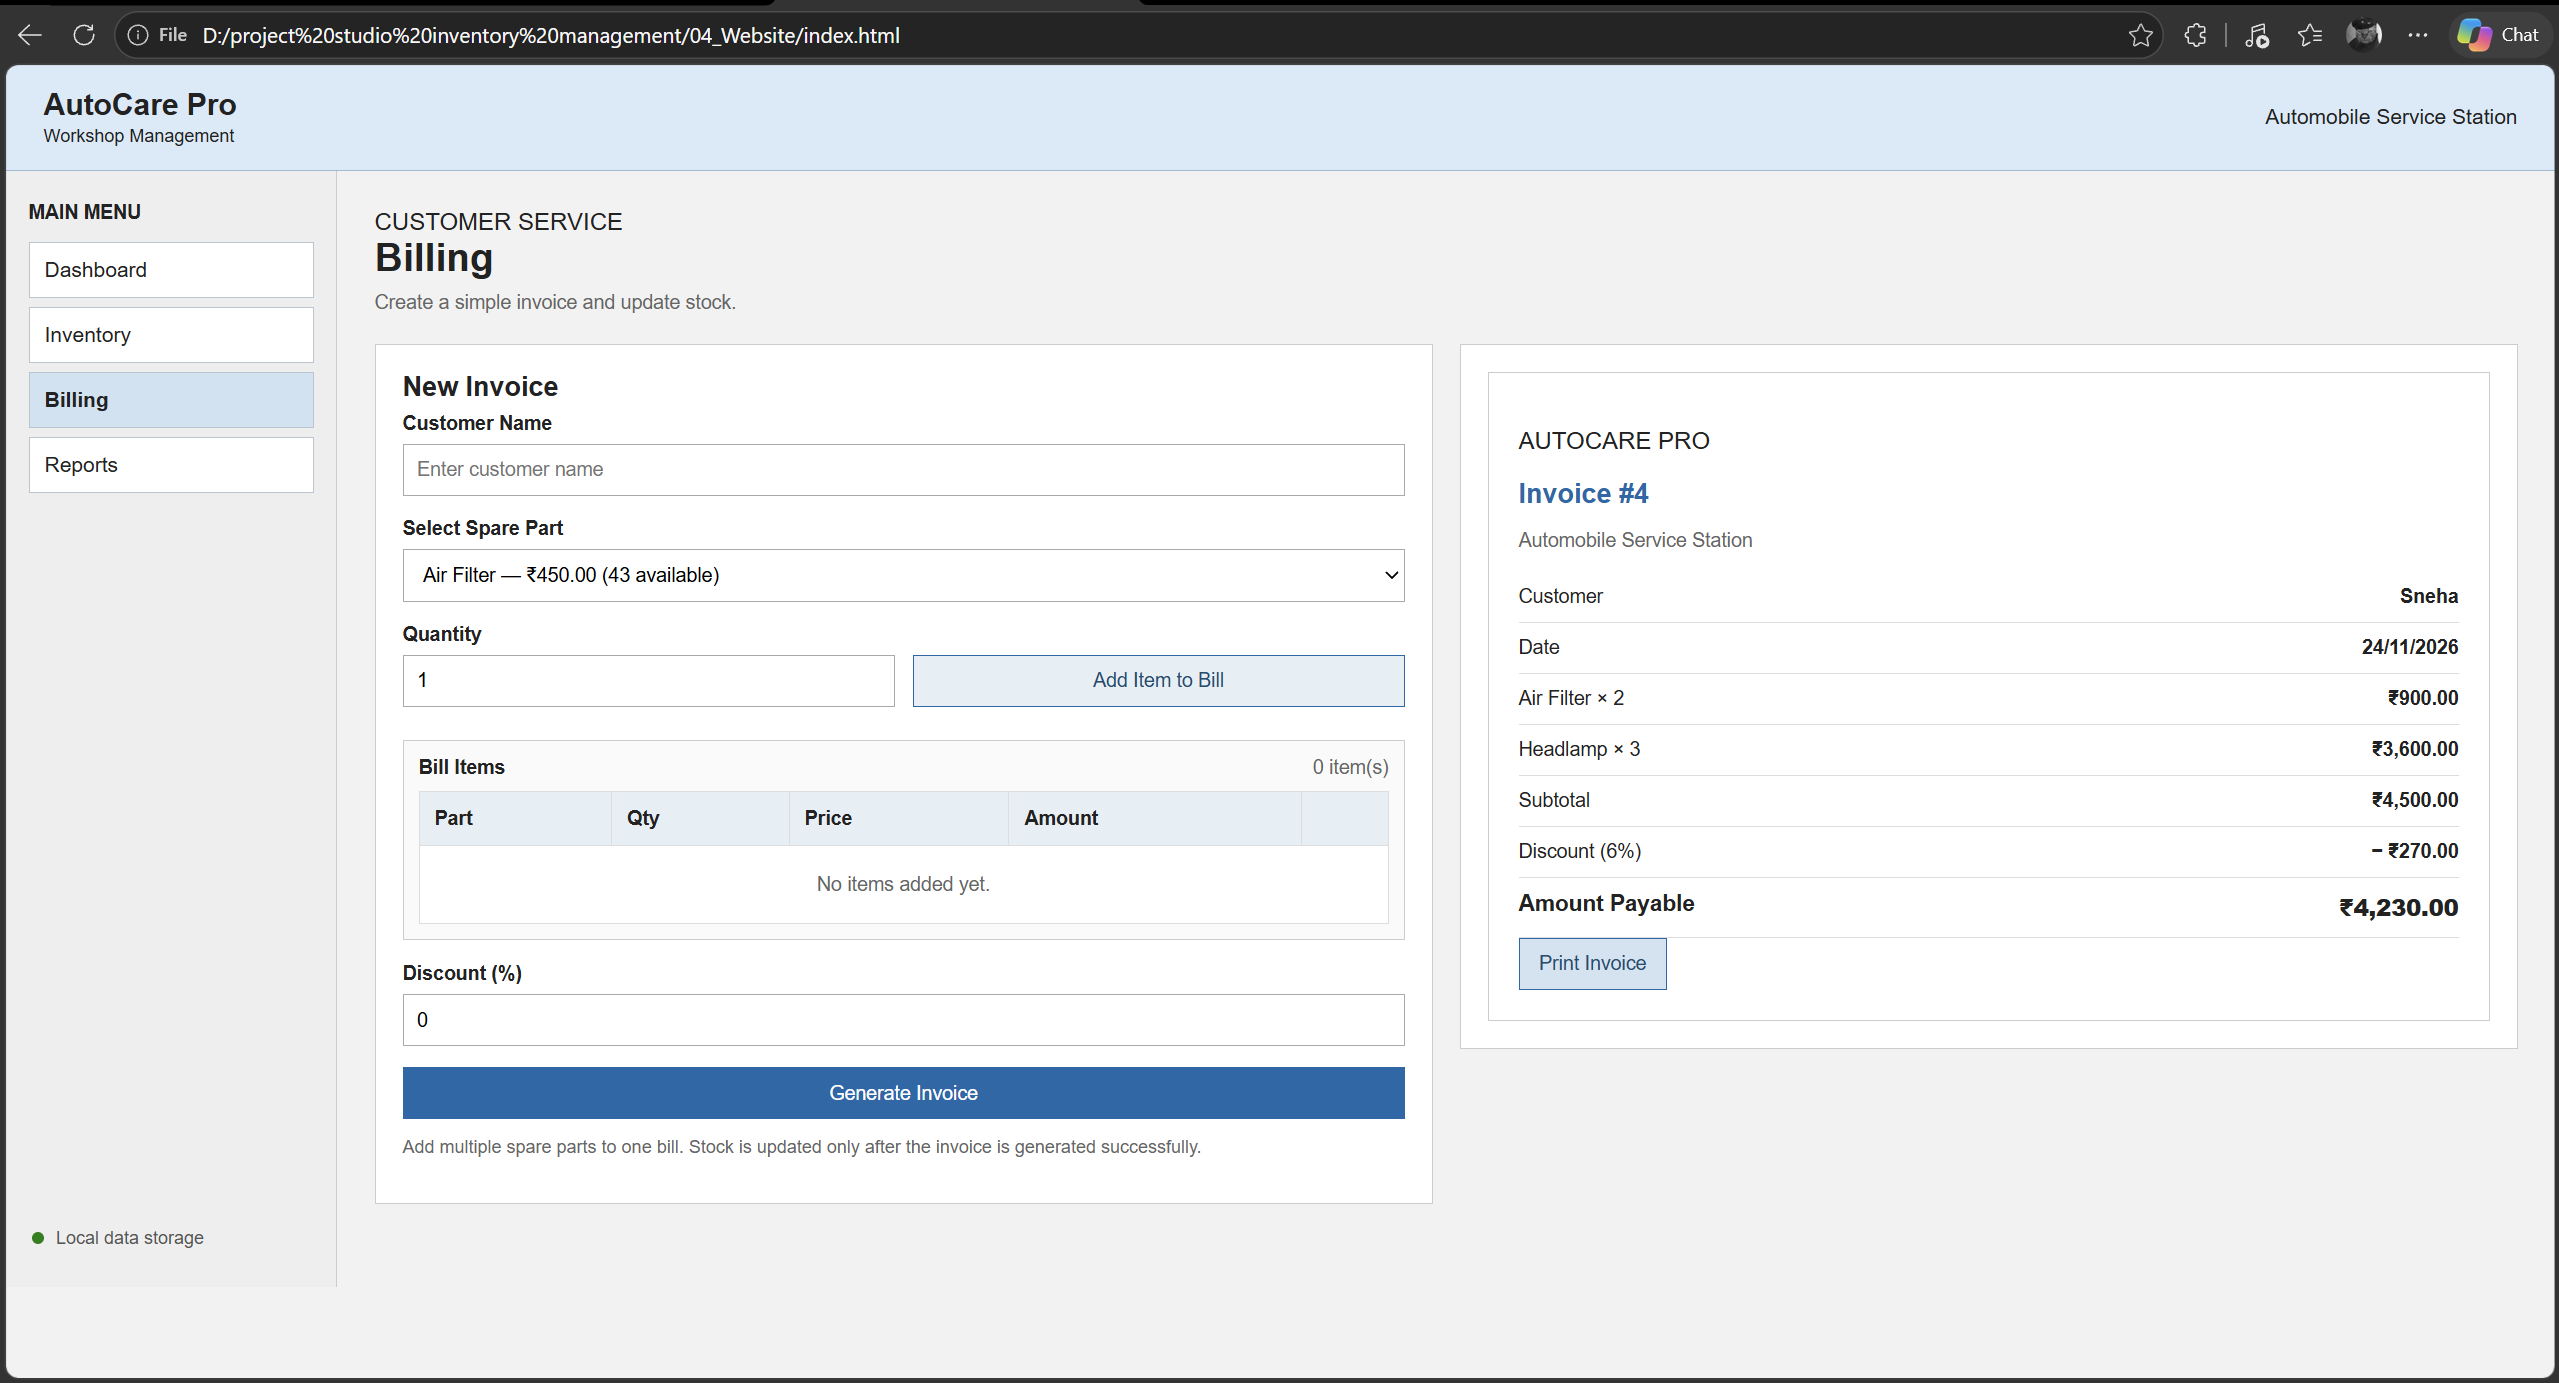 File D:/project%20studio%20inventory%20management/04_Website/index.html
Chat
AutoCare Pro
Workshop Management
Automobile Service Station
MAIN MENU
Dashboard
Inventory
Billing
Reports
Local data storage
CUSTOMER SERVICE
Billing
Create a simple invoice and update stock.
New Invoice
Customer Name
Enter customer name
Select Spare Part
Air Filter — ₹450.00 (43 available)
Quantity
1 Add Item to Bill
Bill Items 0 item(s)
Part Qty Price Amount
No items added yet.
Discount (%)
0
Generate Invoice
Add multiple spare parts to one bill. Stock is updated only after the invoice is generated successfully.
AUTOCARE PRO
Invoice #4
Automobile Service Station
Customer Sneha
Date 24/11/2026
Air Filter × 2 ₹900.00
Headlamp × 3 ₹3,600.00
Subtotal ₹4,500.00
Discount (6%) − ₹270.00
Amount Payable ₹4,230.00
Print Invoice